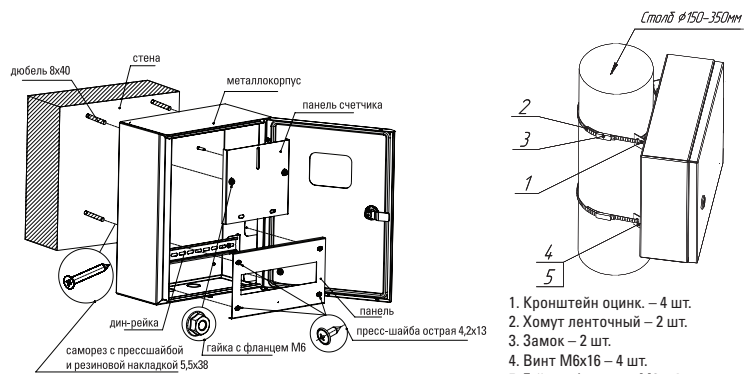 Столб ⌀150-350мм
стена
дюбель 8х40
металлокорпус
панель счетчика
2
3
1
4
5
панель
дин-рейка
пресс-шайба острая 4,2х13
гайка с фланцем М6
саморез с прессшайбой
и резиновой накладкой 5,5х38
1. Кронштейн оцинк. – 4 шт.
2. Хомут ленточный – 2 шт.
3. Замок – 2 шт.
4. Винт М6х16 – 4 шт.